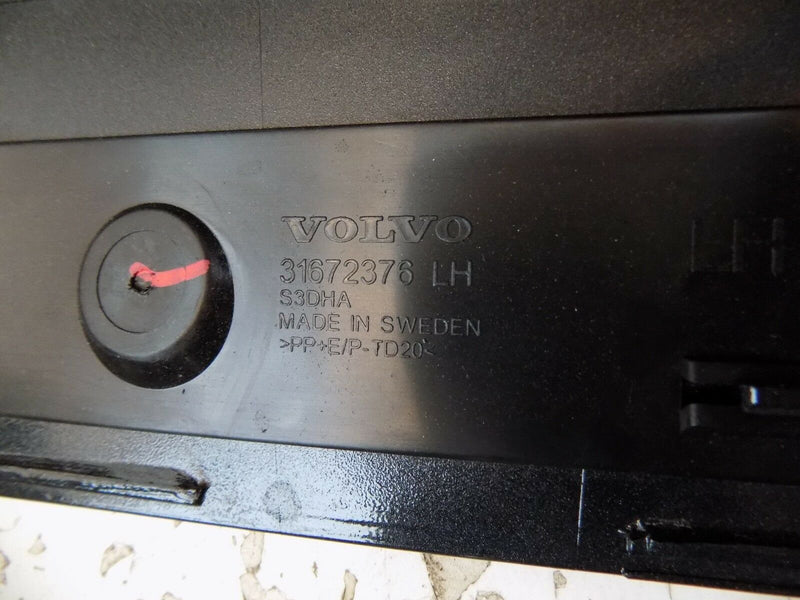 VOLVO
31672376 LH
S3DHA
MADE IN SWEDEN
>PP+E/P-TD20<
LH